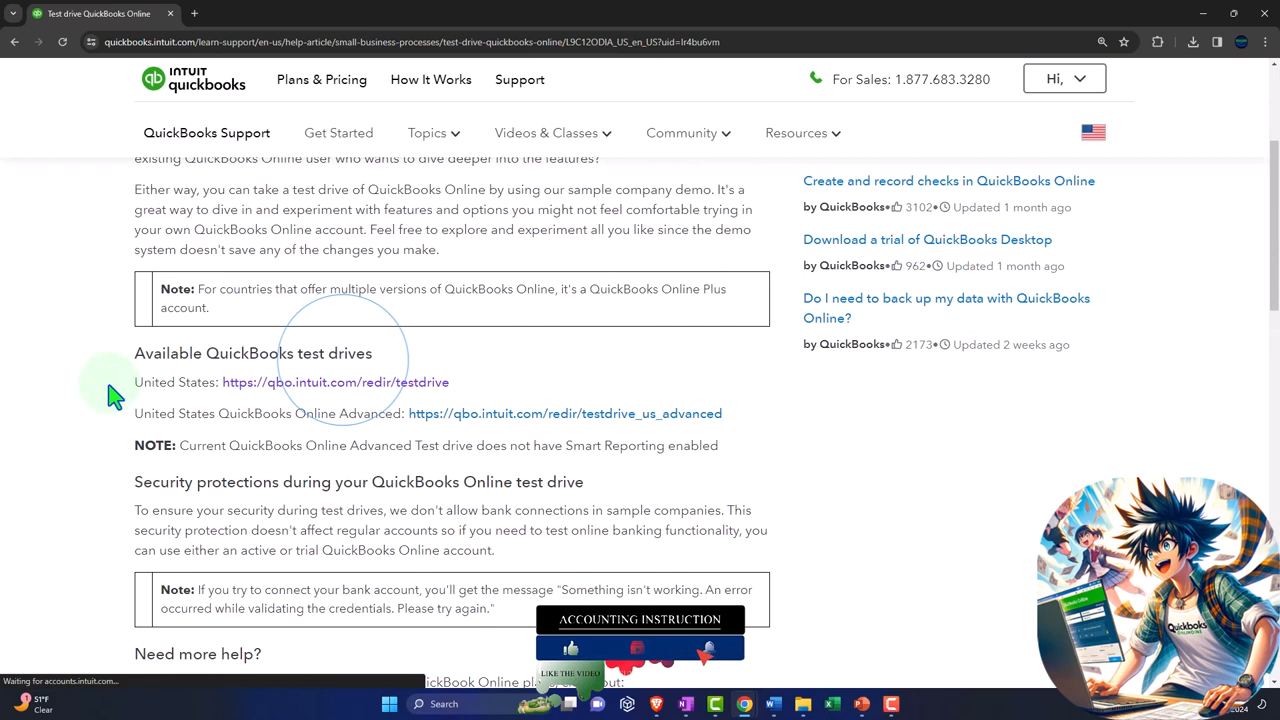 Test drive QuickBooks Online
quickbooks.intuit.com/learn-support/en-us/help-article/small-business-processes/test-drive-quickbooks-online/L9C12ODIA_US_en_US?uid=lr4bu6vm
INTUIT
quickbooks
Plans & Pricing
How It Works
Support
For Sales: 1.877.683.3280
Hi,
QuickBooks Support
Get Started
Topics
Videos & Classes
Community
Resources
existing QuickBooks Online user who wants to dive deeper into the features?
Either way, you can take a test drive of QuickBooks Online by using our sample company demo. It's a
great way to dive in and experiment with features and options you might not feel comfortable trying in
your own QuickBooks Online account. Feel free to explore and experiment all you like since the demo
system doesn't save any of the changes you make.
Note: For countries that offer multiple versions of QuickBooks Online, it's a QuickBooks Online Plus
account.
Available QuickBooks test drives
United States: https://qbo.intuit.com/redir/testdrive
United States QuickBooks Online Advanced: https://qbo.intuit.com/redir/testdrive_us_advanced
NOTE: Current QuickBooks Online Advanced Test drive does not have Smart Reporting enabled
Security protections during your QuickBooks Online test drive
To ensure your security during test drives, we don't allow bank connections in sample companies. This
security protection doesn't affect regular accounts so if you need to test online banking functionality, you
can use either an active or trial QuickBooks Online account.
Note: If you try to connect your bank account, you'll get the message "Something isn't working. An error
occurred while validating the credentials. Please try again."
Need more help?
Create and record checks in QuickBooks Online
by QuickBooks• 3102• Updated 1 month ago
Download a trial of QuickBooks Desktop
by QuickBooks• 962• Updated 1 month ago
Do I need to back up my data with QuickBooks
Online?
by QuickBooks• 2173• Updated 2 weeks ago
ACCOUNTING INSTRUCTION
LIKE THE VIDEO
Waiting for accounts.intuit.com...
51°F
Clear
Search
QuickBooks